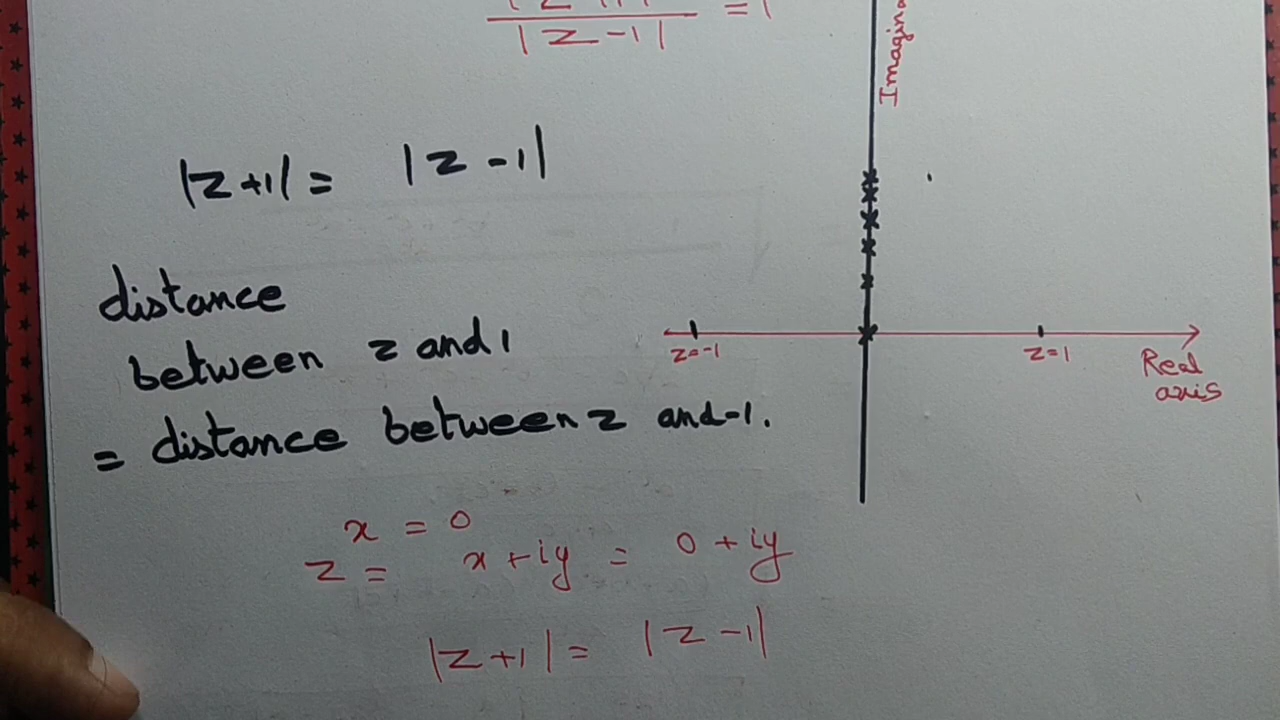 |z-1| = 1
|z+1| = |z-1|
distance
between z and 1
= distance between z and -1.
x = 0
z = x + iy = 0 + iy
|z+1| = |z-1|
z=-1
z=1
Real
axis